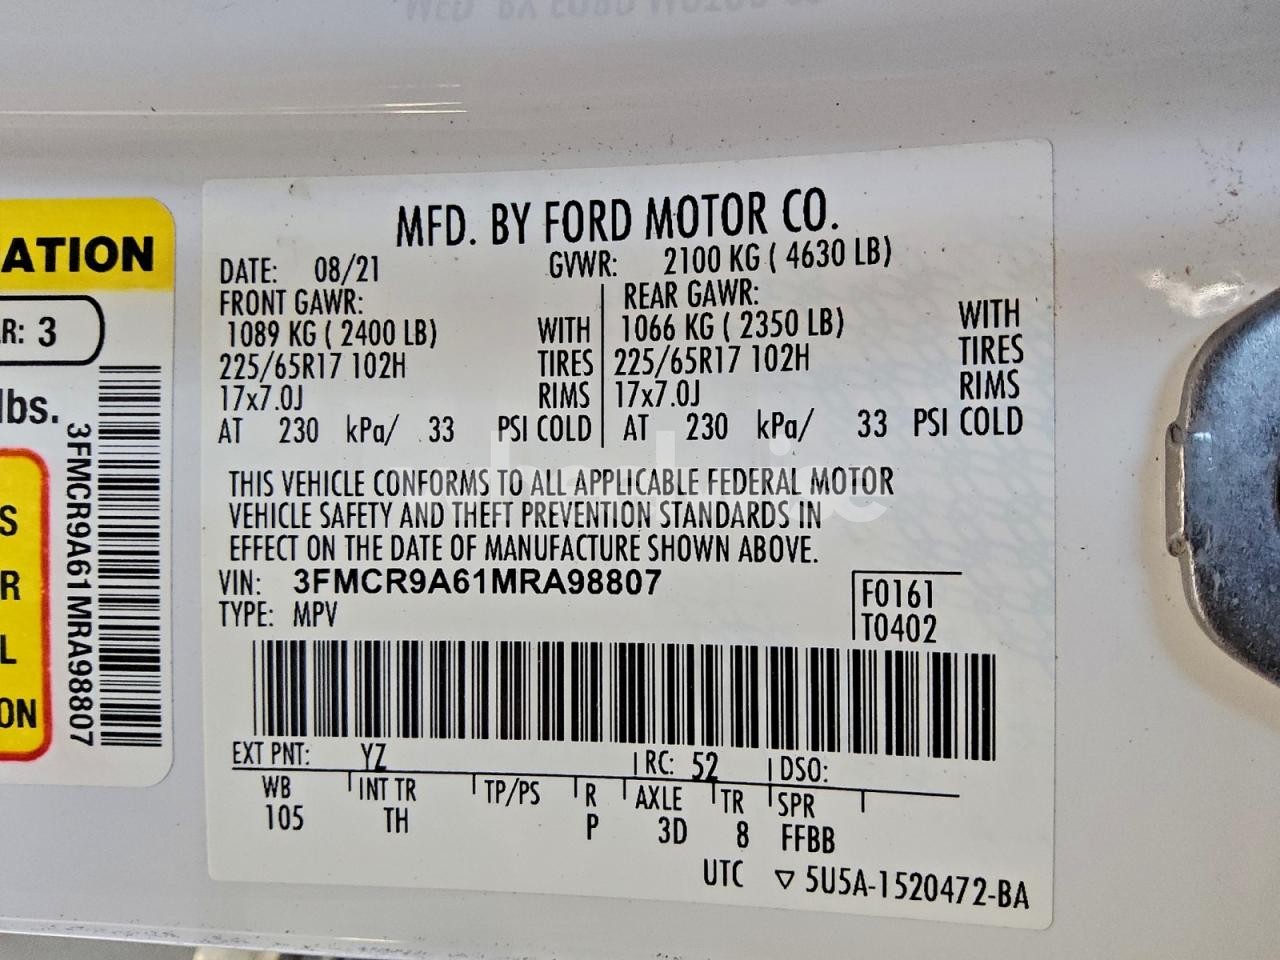 MFD. BY FORD MOTOR CO.
DATE: 08/21 GVWR: 2100 KG ( 4630 LB)
FRONT GAWR: REAR GAWR:
1089 KG ( 2400 LB) WITH 1066 KG ( 2350 LB) WITH
225/65R17 102H TIRES 225/65R17 102H TIRES
17x7.0J RIMS 17x7.0J RIMS
AT 230 kPa/ 33 PSI COLD AT 230 kPa/ 33 PSI COLD
THIS VEHICLE CONFORMS TO ALL APPLICABLE FEDERAL MOTOR
VEHICLE SAFETY AND THEFT PREVENTION STANDARDS IN
EFFECT ON THE DATE OF MANUFACTURE SHOWN ABOVE.
VIN: 3FMCR9A61MRA98807
TYPE: MPV
F0161
T0402
EXT PNT: YZ RC: 52 DSO:
WB INT TR TP/PS R AXLE TR SPR
105 TH P 3D 8 FFBB
UTC ▽ 5U5A-1520472-BA
ATION
R: 3
lbs.
3FMCR9A61MRA98807
S
R
L
ON